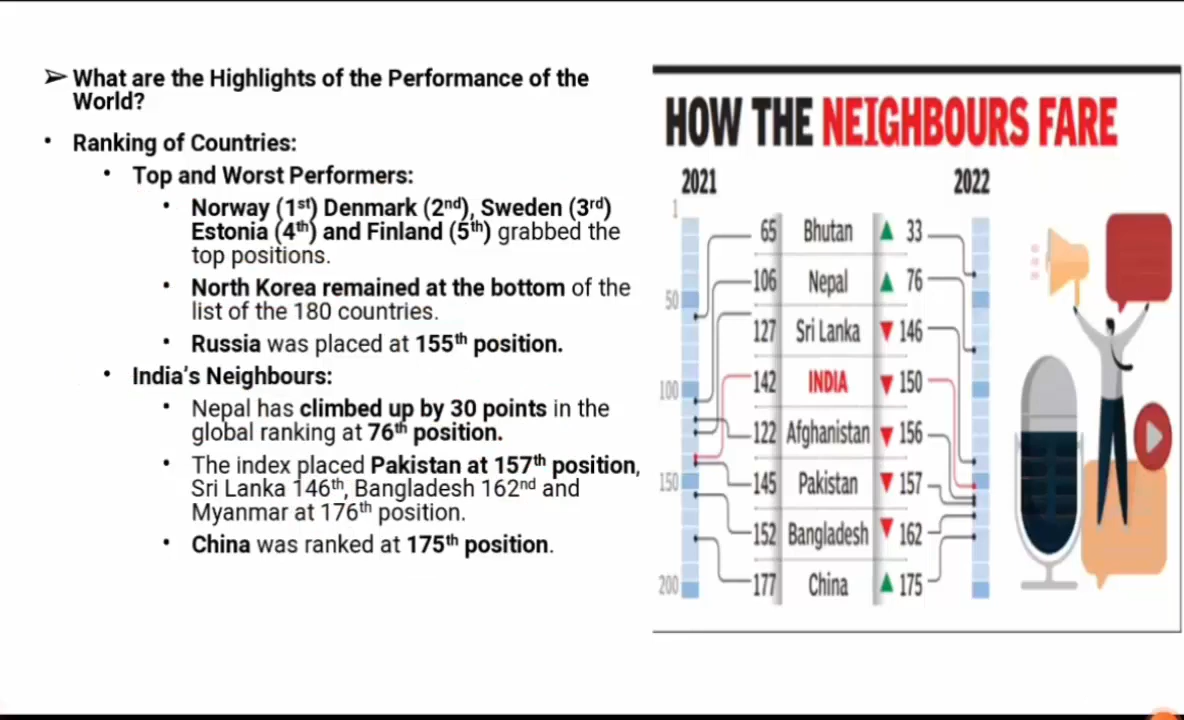 ➢ What are the Highlights of the Performance of the
World?
• Ranking of Countries:
• Top and Worst Performers:
• Norway (1st) Denmark (2nd), Sweden (3rd)
Estonia (4th) and Finland (5th) grabbed the
top positions.
• North Korea remained at the bottom of the
list of the 180 countries.
• Russia was placed at 155th position.
• India's Neighbours:
• Nepal has climbed up by 30 points in the
global ranking at 76th position.
• The index placed Pakistan at 157th position,
Sri Lanka 146th, Bangladesh 162nd and
Myanmar at 176th position.
• China was ranked at 175th position.
HOW THE NEIGHBOURS FARE
2021 2022
1
50
100
150
200
65 Bhutan ▲ 33
106 Nepal ▲ 76
127 Sri Lanka ▼ 146
142 INDIA ▼ 150
122 Afghanistan ▼ 156
145 Pakistan ▼ 157
152 Bangladesh ▼ 162
177 China ▲ 175